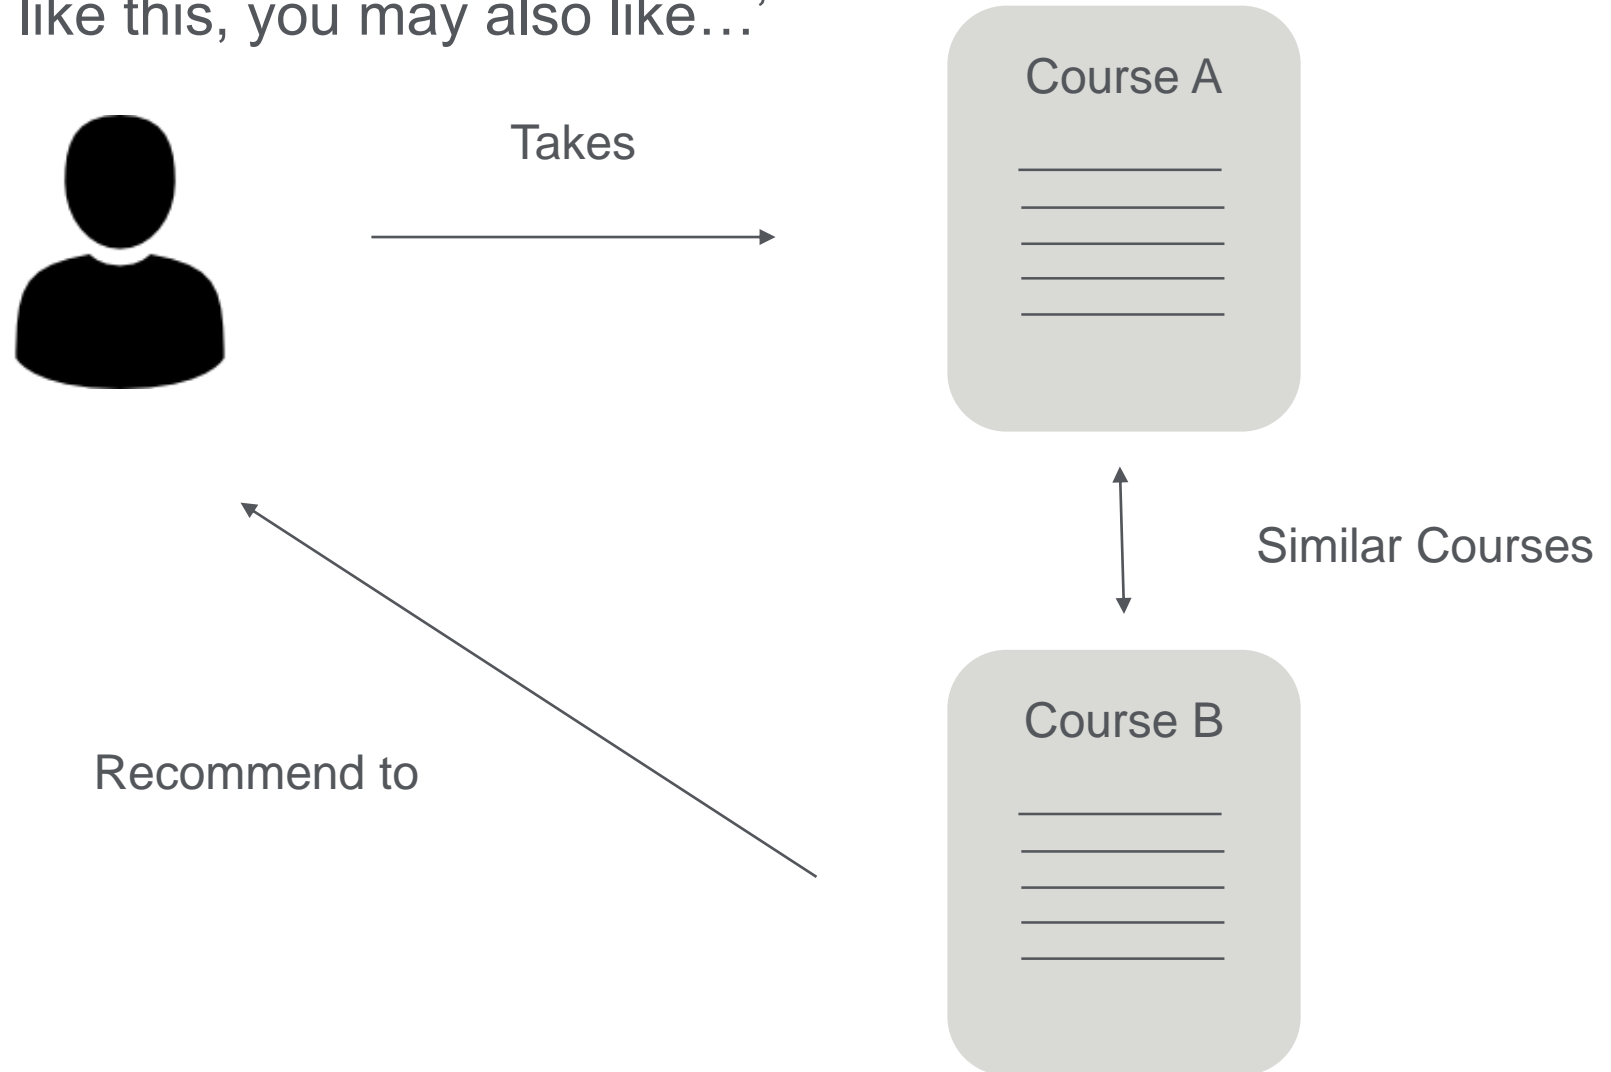 like this, you may also like…’
Course A
Takes
Similar Courses
Course B
Recommend to